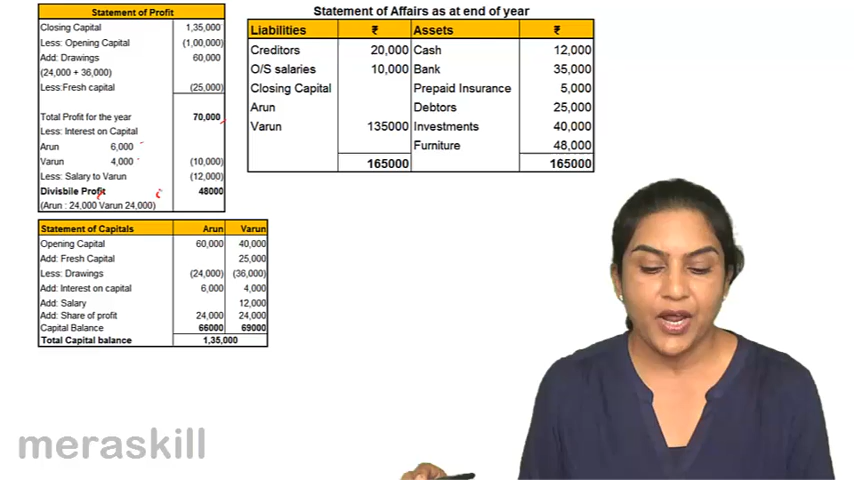 Statement of Profit
Closing Capital 1,35,000
Less: Opening Capital (1,00,000)
Add: Drawings 60,000
(24,000 + 36,000)
Less:Fresh capital (25,000)
Total Profit for the year 70,000
Less: Interest on Capital
Arun 6,000
Varun 4,000 (10,000)
Less: Salary to Varun (12,000)
Divisbile Profit 48000
(Arun : 24,000 Varun 24,000)
Statement of Capitals Arun Varun
Opening Capital 60,000 40,000
Add: Fresh Capital 25,000
Less: Drawings (24,000) (36,000)
Add: Interest on capital 6,000 4,000
Add: Salary 12,000
Add: Share of profit 24,000 24,000
Capital Balance 66000 69000
Total Capital balance 1,35,000
Statement of Affairs as at end of year
Liabilities ₹ Assets ₹
Creditors 20,000 Cash 12,000
O/S salaries 10,000 Bank 35,000
Closing Capital Prepaid Insurance 5,000
Arun Debtors 25,000
Varun 135000 Investments 40,000
Furniture 48,000
165000 165000
meraskill